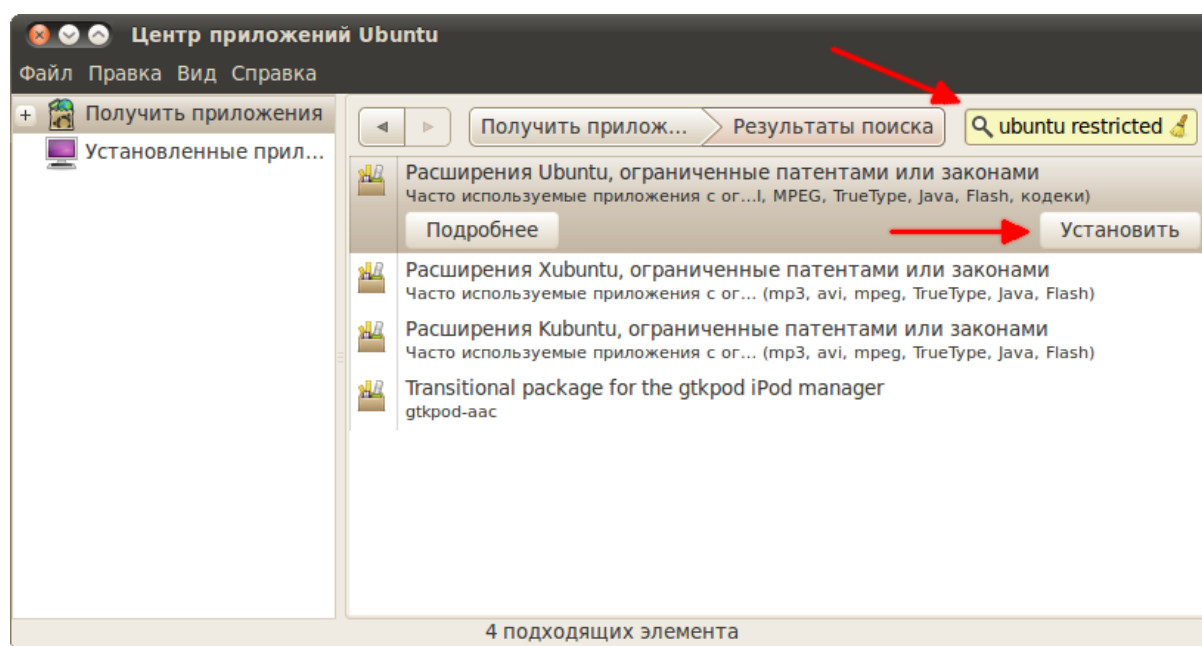 Центр приложений Ubuntu
Файл Правка Вид Справка
Получить приложения
Установленные прил...
Получить прилож... Результаты поиска ubuntu restricted
Расширения Ubuntu, ограниченные патентами или законами
Часто используемые приложения с ог...I, MPEG, TrueType, Java, Flash, кодеки)
Подробнее Установить
Расширения Xubuntu, ограниченные патентами или законами
Часто используемые приложения с ог... (mp3, avi, mpeg, TrueType, Java, Flash)
Расширения Kubuntu, ограниченные патентами или законами
Часто используемые приложения с ог... (mp3, avi, mpeg, TrueType, Java, Flash)
Transitional package for the gtkpod iPod manager
gtkpod-aac
4 подходящих элемента